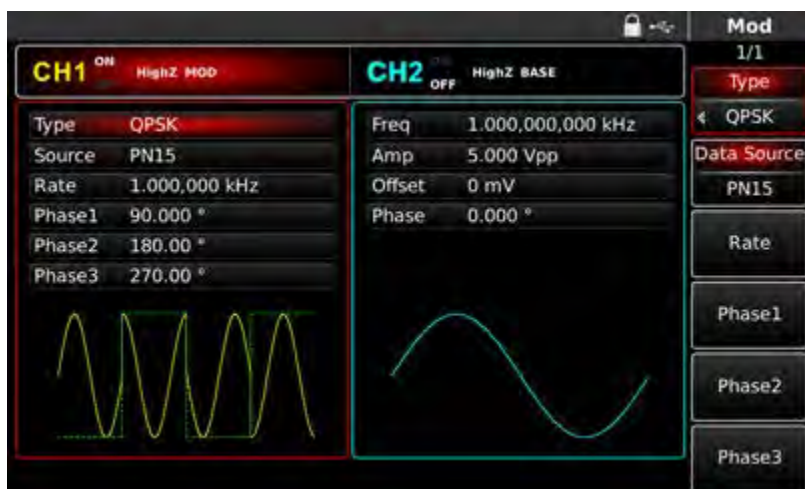 Mod
1/1
CH1 ON HighZ MOD
CH2 OFF HighZ BASE
Type
QPSK
Type QPSK
Source PN15
Rate 1.000,000 kHz
Phase1 90.000 °
Phase2 180.00 °
Phase3 270.00 °
Freq 1.000,000,000 kHz
Amp 5.000 Vpp
Offset 0 mV
Phase 0.000 °
Data Source
PN15
Rate
Phase1
Phase2
Phase3